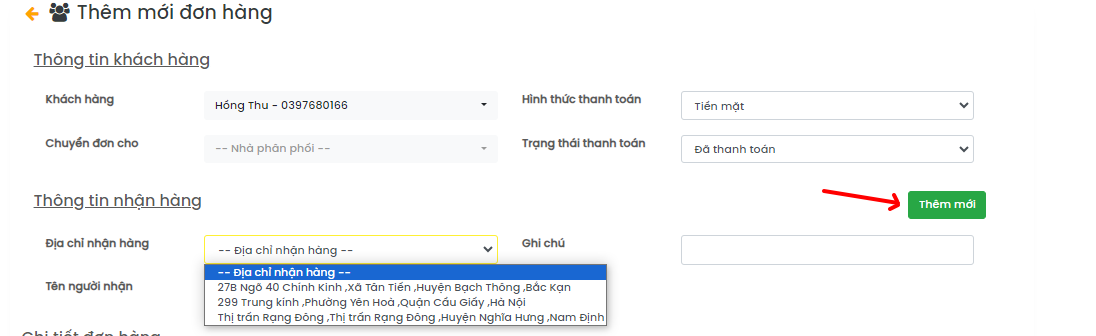 Thêm mới đơn hàng
Thông tin khách hàng
Khách hàng
Hồng Thu - 0397680166
Hình thức thanh toán
Tiền mặt
Chuyển đơn cho
-- Nhà phân phối --
Trạng thái thanh toán
Đã thanh toán
Thông tin nhận hàng
Thêm mới
Địa chỉ nhận hàng
-- Địa chỉ nhận hàng --
Ghi chú
-- Địa chỉ nhận hàng --
Tên người nhận
27B Ngõ 40 Chính Kinh ,Xã Tân Tiến ,Huyện Bạch Thông ,Bắc Kạn
299 Trung kính ,Phường Yên Hoà ,Quận Cầu Giấy ,Hà Nội
Thị trấn Rạng Đông ,Thị trấn Rạng Đông ,Huyện Nghĩa Hưng ,Nam Định
Chi tiết đơn hàng